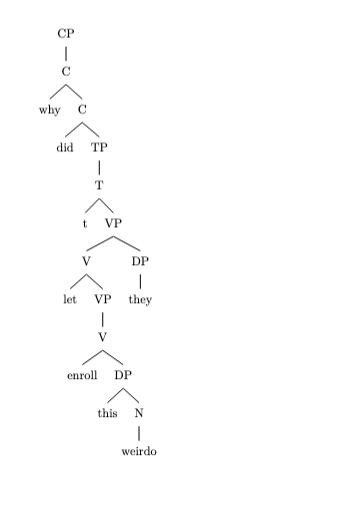 CP
C
why C
did TP
T
t VP
V DP
let VP they
V
enroll DP
this N
weirdo